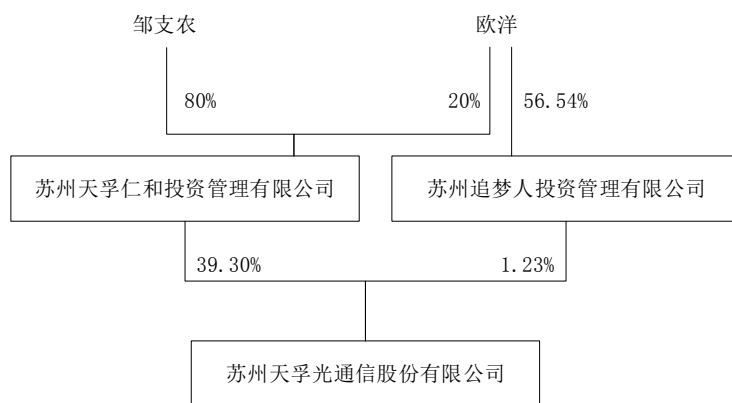 邹支农
欧洋
80%
20%
56.54%
苏州天孚仁和投资管理有限公司
苏州追梦人投资管理有限公司
39.30%
1.23%
苏州天孚光通信股份有限公司